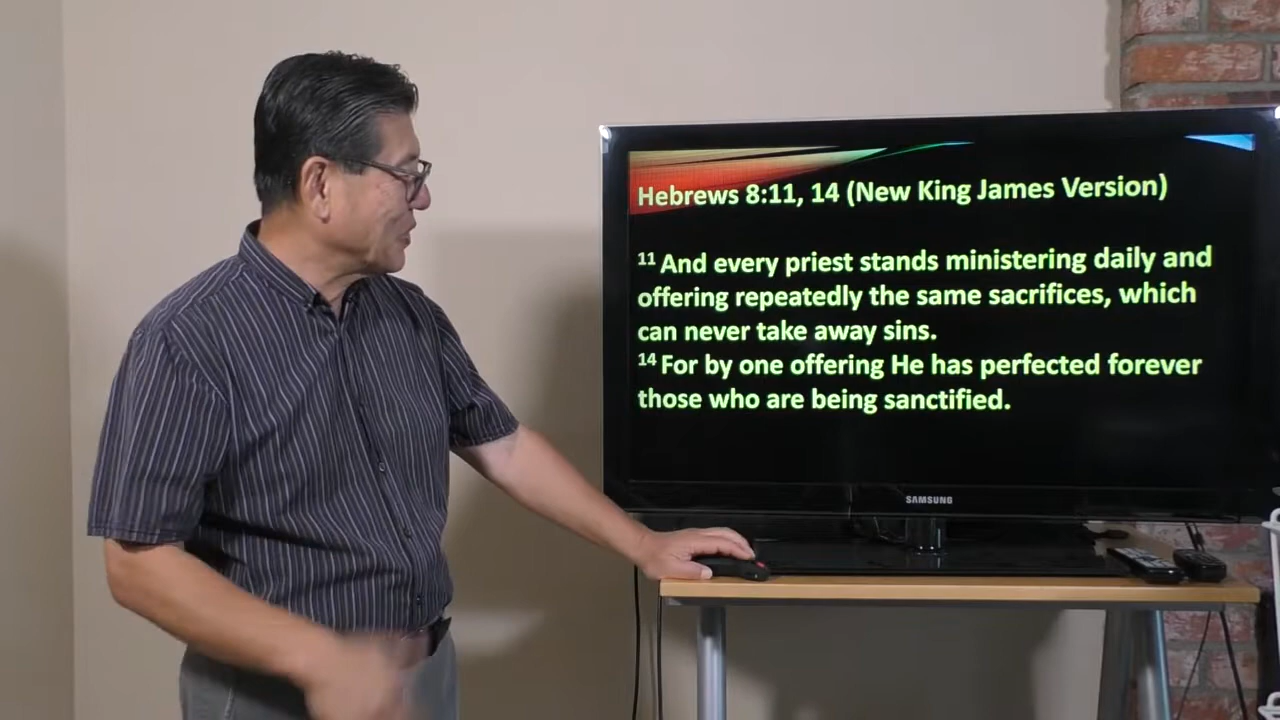 Hebrews 8:11, 14 (New King James Version)
11 And every priest stands ministering daily and
offering repeatedly the same sacrifices, which
can never take away sins.
14 For by one offering He has perfected forever
those who are being sanctified.
SAMSUNG